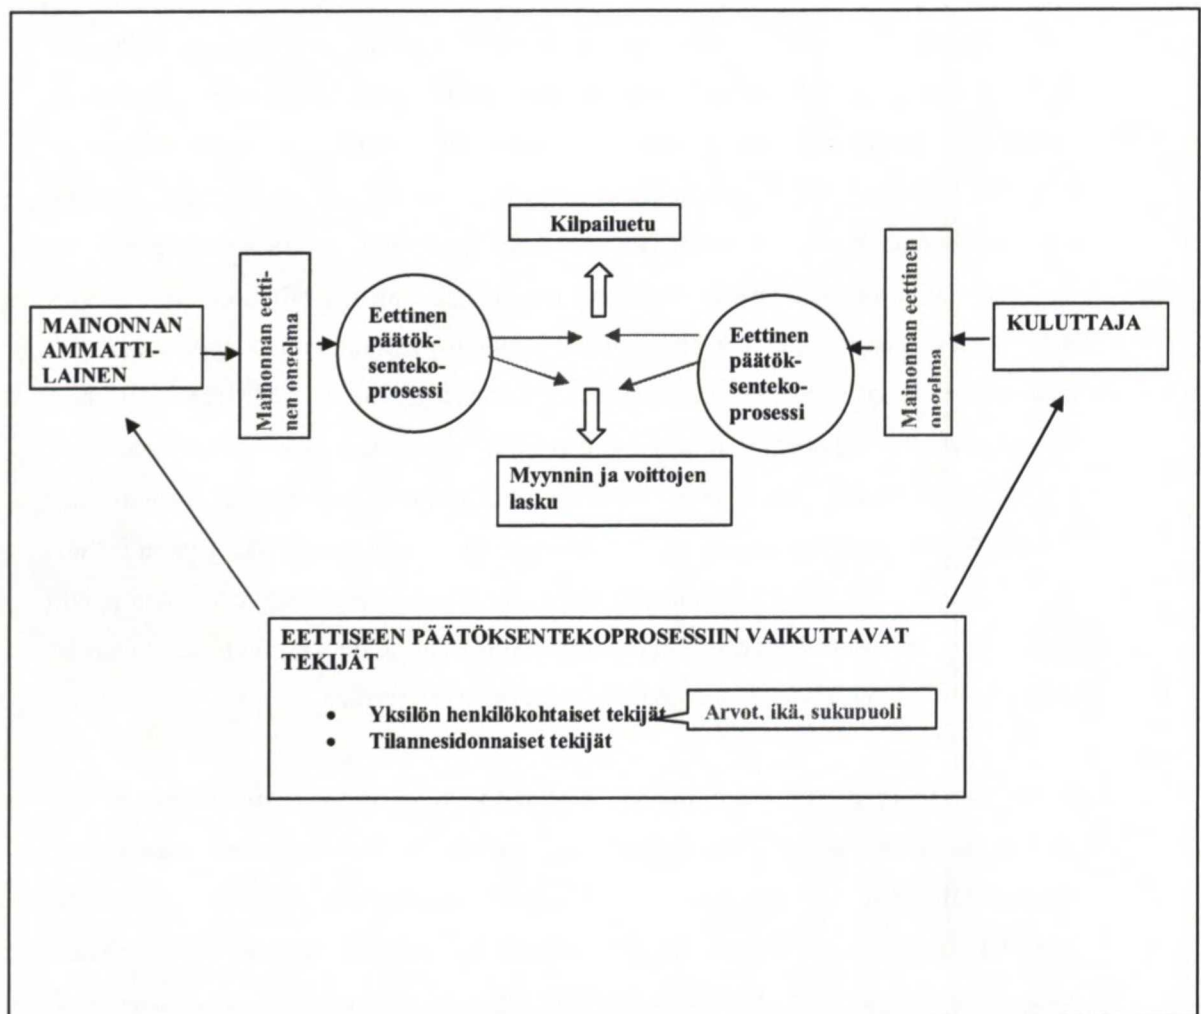 Kilpailuetu
MAINONNAN
AMMATTI-
LAINEN
Mainonnan eetti-
nen ongelma
Eettinen
päätök-
senteko-
prosessi
Eettinen
päätök-
senteko-
prosessi
Mainonnan eettinen
ongelma
KULUTTAJA
Myynnin ja voittojen
lasku
EETTISEEN PÄÄTÖKSENTEKOPROSESSIIN VAIKUTTAVAT
TEKIJÄT
• Yksilön henkilökohtaiset tekijät
Arvot, ikä, sukupuoli
• Tilannesidonnaiset tekijät